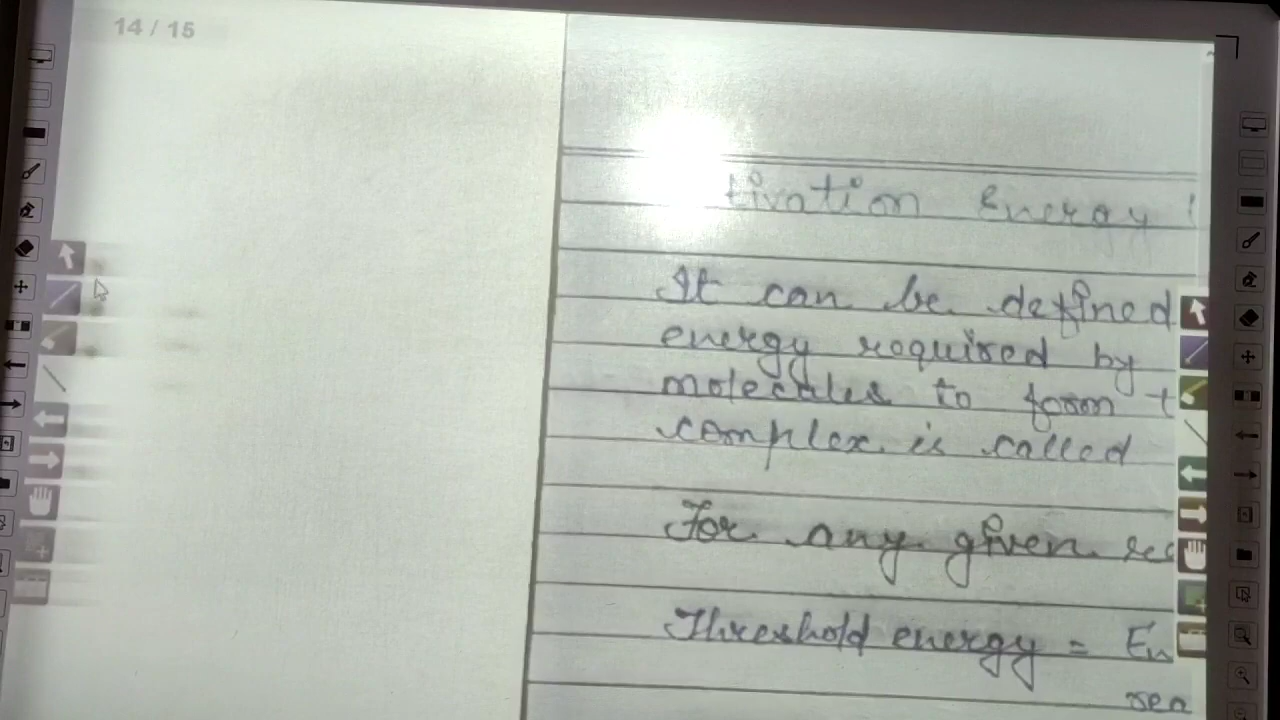 14 / 15
tivation Energy
It can be defined
energy required by
molecules to form t
complex is called
For any given rec
Threshold energy = En
rea